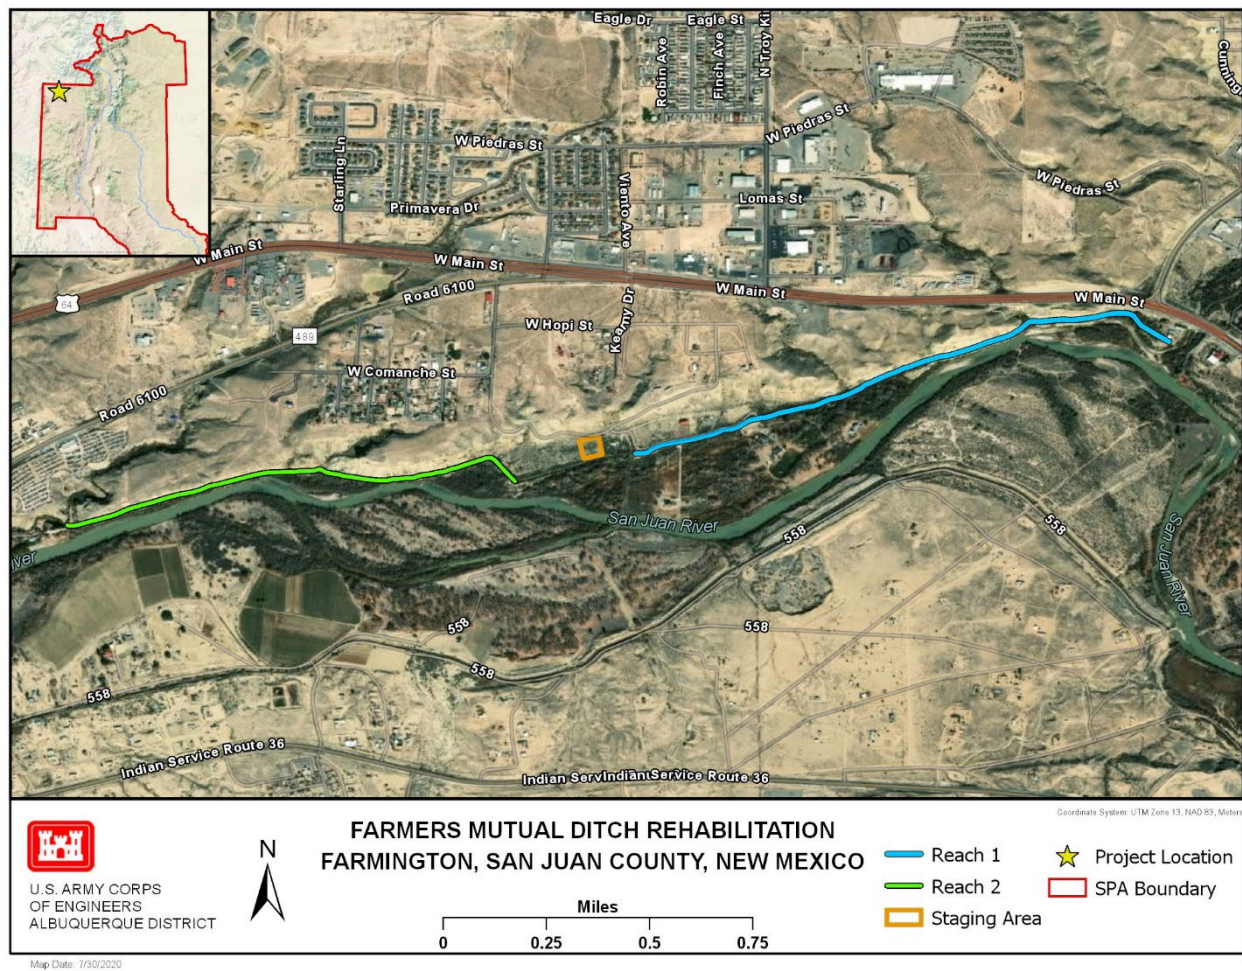 Eagle Dr
Eagle St
Robin Ave
Finch Ave
N Troy Ki
Cunning
W Piedras St
W Piedras St
W Piedras St
Starling Ln
Viento Ave
Primavera Dr
Lomas St
W Main St
W Main St
W Main St
W Main St
64
Road 6100
489
W Hopi St
W Comanche St
Road 6100
San Juan River
San Juan River
iver
558
558
558
558
558
558
Indian Service Route 36
Indian Service Route 36
Coordinate System: UTM Zone 13, NAD 83, Meters
FARMERS MUTUAL DITCH REHABILITATION
FARMINGTON, SAN JUAN COUNTY, NEW MEXICO
U.S. ARMY CORPS
OF ENGINEERS
ALBUQUERQUE DISTRICT
N
Miles
0 0.25 0.5 0.75
Reach 1
Reach 2
Staging Area
Project Location
SPA Boundary
Map Date: 7/30/2020